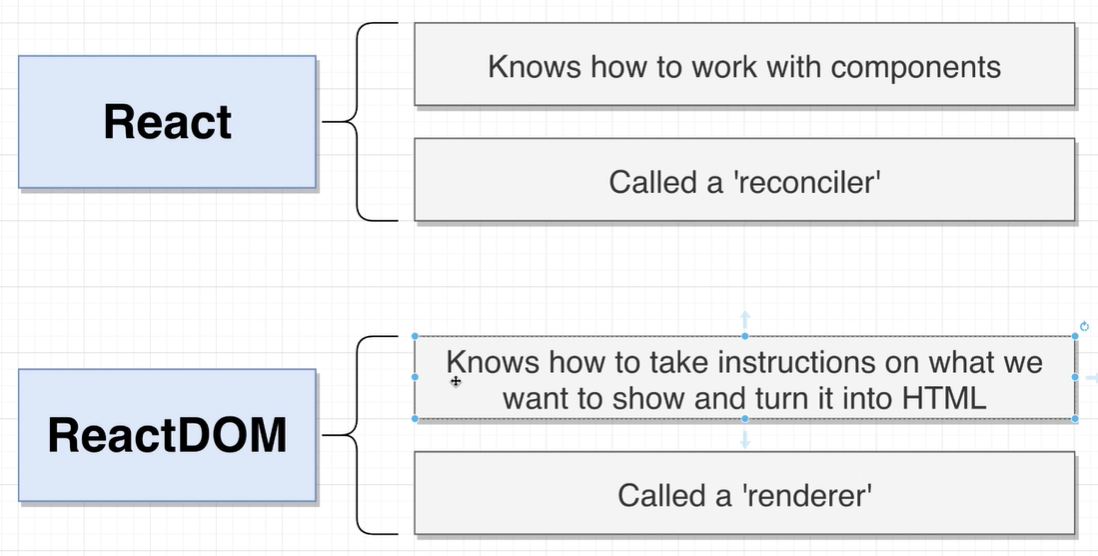 React
Knows how to work with components
Called a 'reconciler'
ReactDOM
Knows how to take instructions on what we
want to show and turn it into HTML
Called a 'renderer'